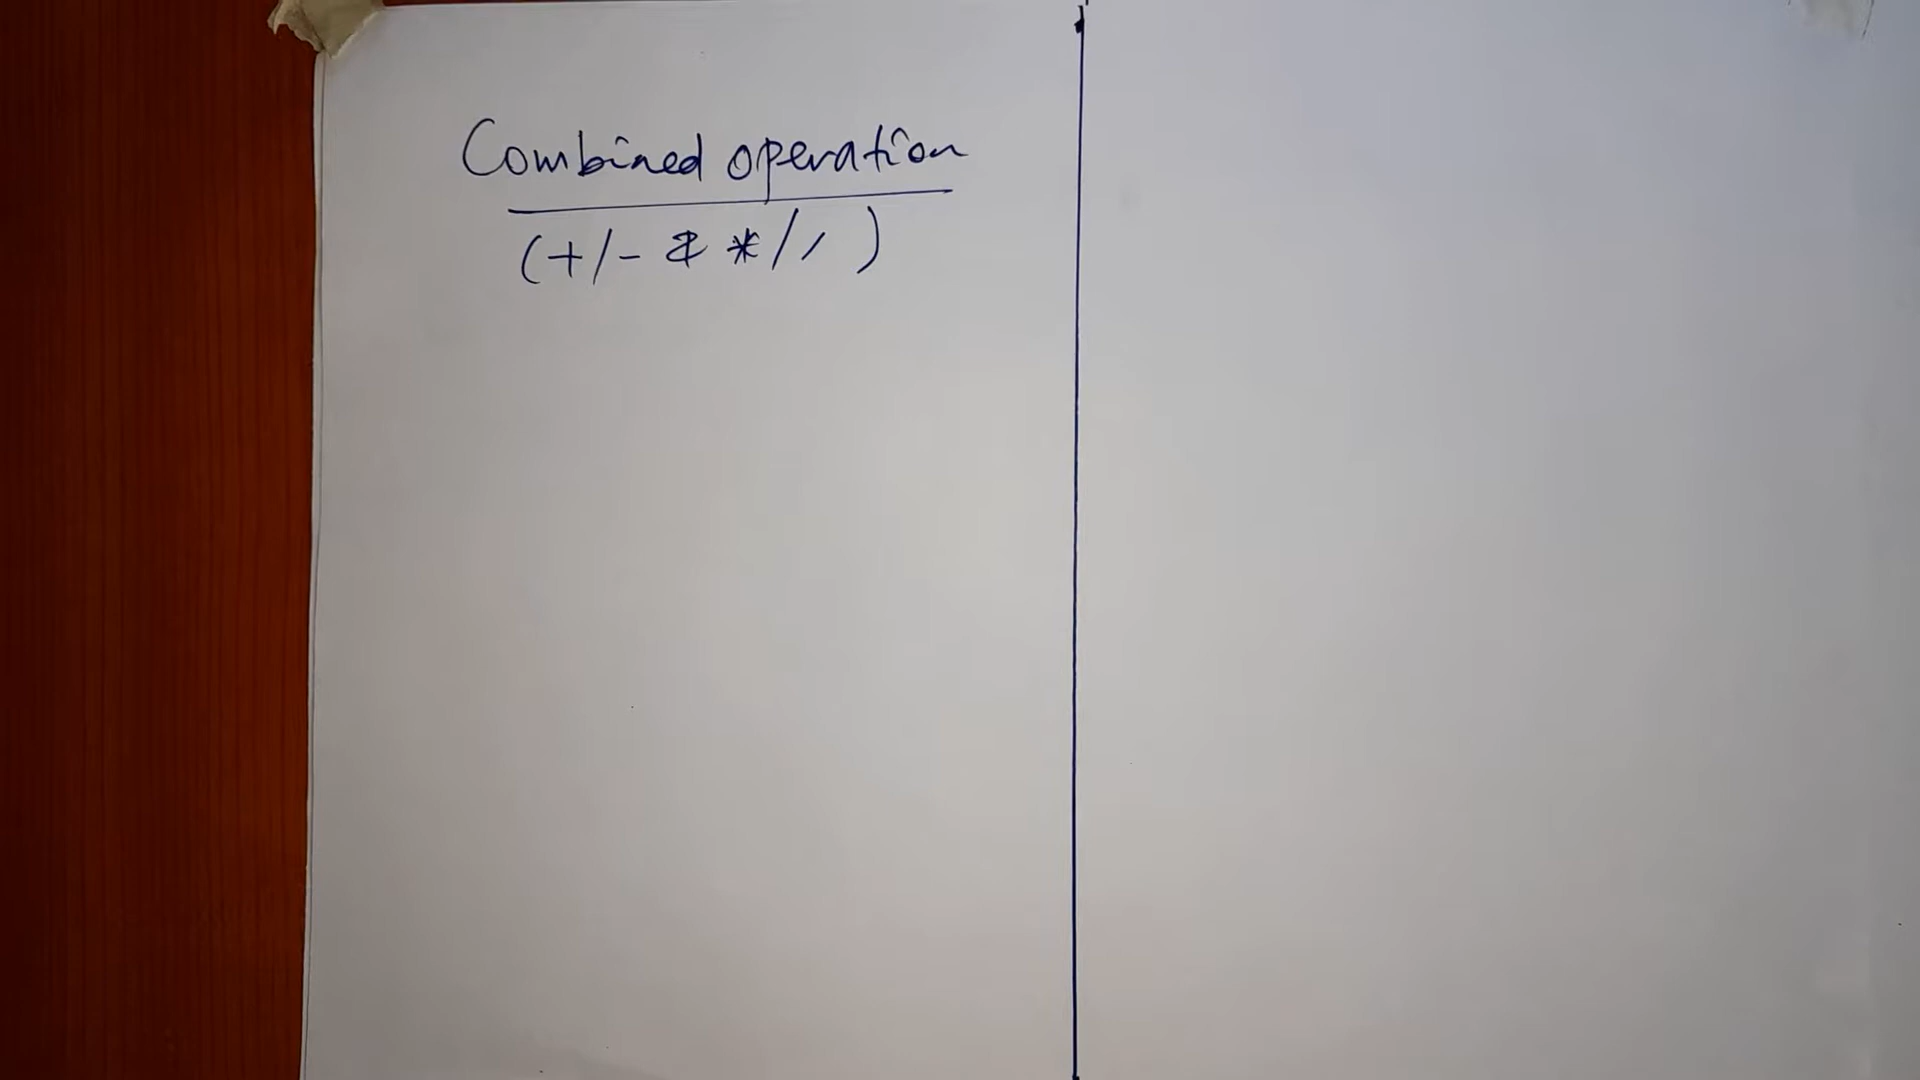 Combined operation
(+/- & */, )